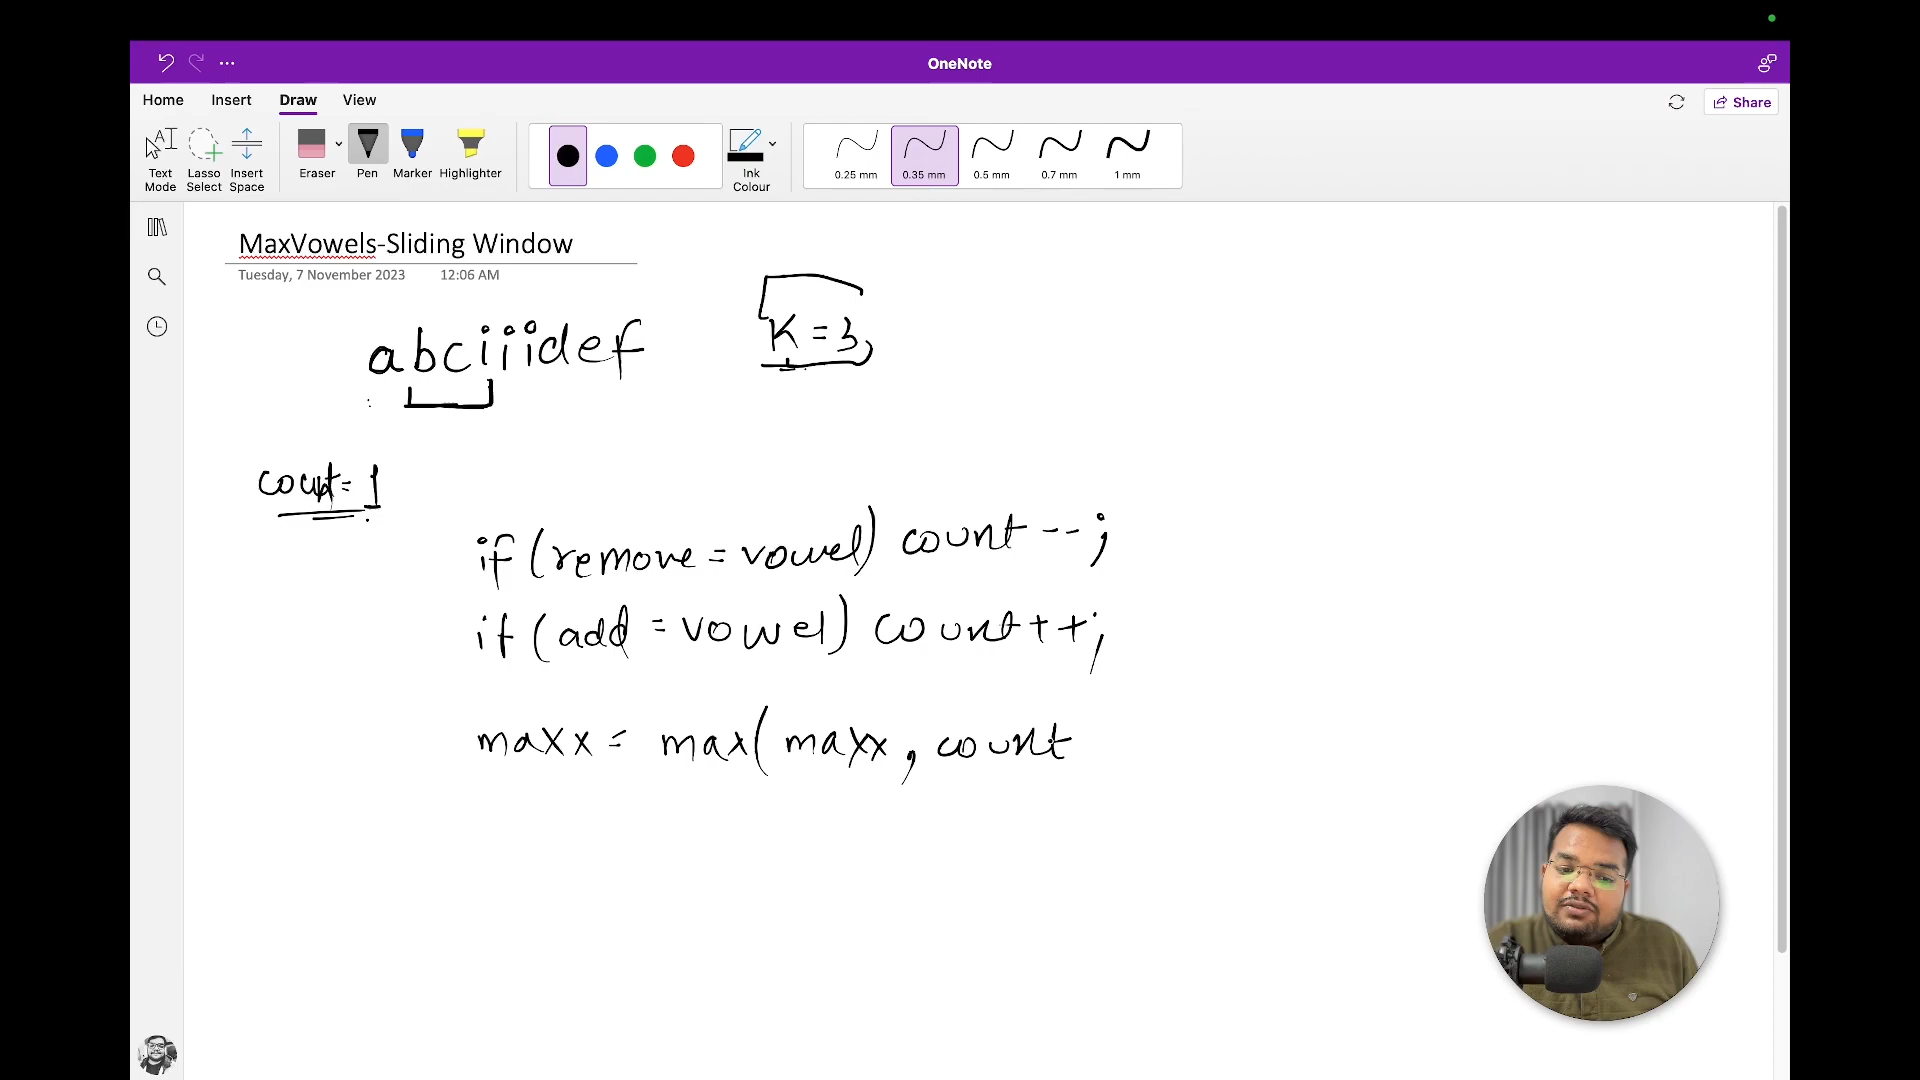 OneNote
Home Insert Draw View
Share
Text Mode
Lasso Select
Insert Space
Eraser
Pen
Marker
Highlighter
Ink Colour
0.25 mm
0.35 mm
0.5 mm
0.7 mm
1 mm
MaxVowels-Sliding Window
Tuesday, 7 November 2023 12:06 AM
abciiidef K=3,
count=1
if (remove = vowel) count--;
if (add = vowel) count++;
maxx = max(maxx, count